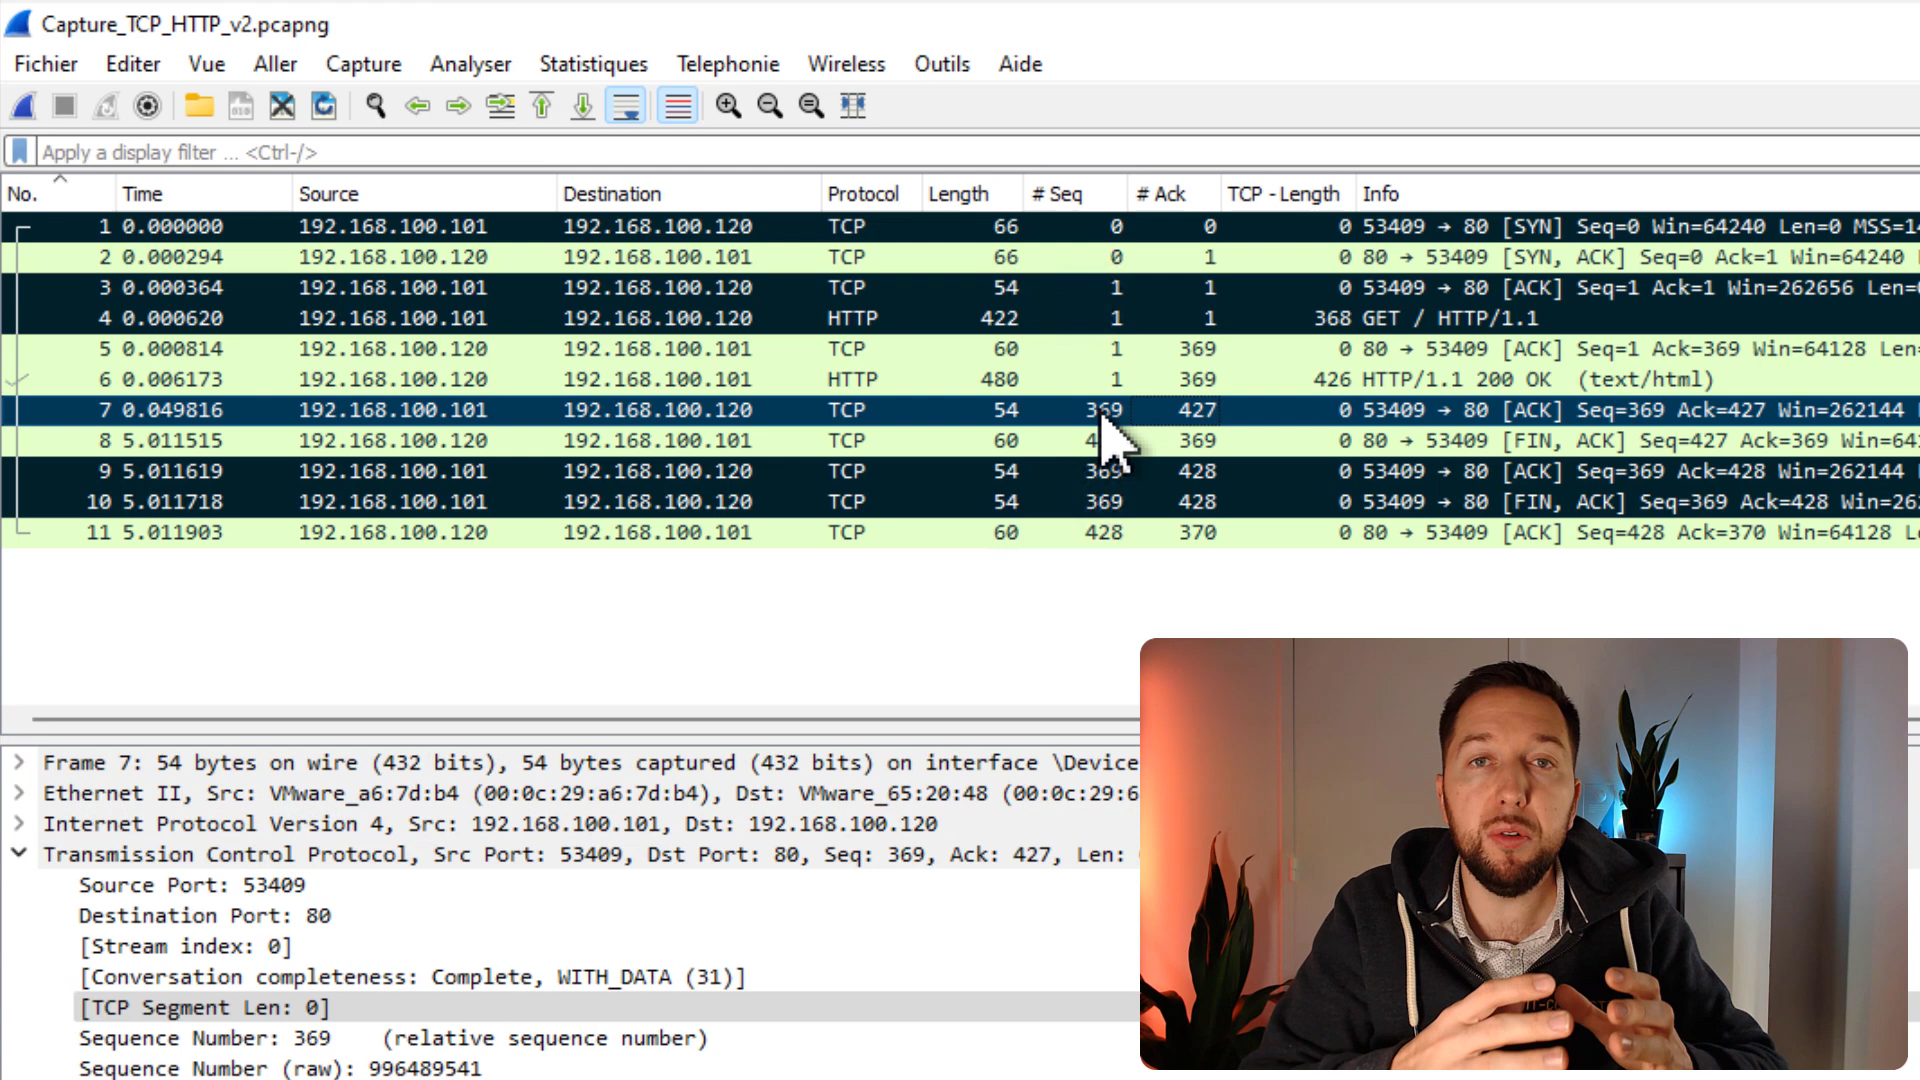 Capture_TCP_HTTP_v2.pcapng
Fichier Editer Vue Aller Capture Analyser Statistiques Telephonie Wireless Outils Aide
Apply a display filter ... <Ctrl-/>
No. Time Source Destination Protocol Length # Seq # Ack TCP - Length Info
1 0.000000 192.168.100.101 192.168.100.120 TCP 66 0 0 0 53409 → 80 [SYN] Seq=0 Win=64240 Len=0 MSS=1
2 0.000294 192.168.100.120 192.168.100.101 TCP 66 0 1 0 80 → 53409 [SYN, ACK] Seq=0 Ack=1 Win=64240
3 0.000364 192.168.100.101 192.168.100.120 TCP 54 1 1 0 53409 → 80 [ACK] Seq=1 Ack=1 Win=262656 Len=
4 0.000620 192.168.100.101 192.168.100.120 HTTP 422 1 1 368 GET / HTTP/1.1
5 0.000814 192.168.100.120 192.168.100.101 TCP 60 1 369 0 80 → 53409 [ACK] Seq=1 Ack=369 Win=64128 Len
6 0.006173 192.168.100.120 192.168.100.101 HTTP 480 1 369 426 HTTP/1.1 200 OK (text/html)
7 0.049816 192.168.100.101 192.168.100.120 TCP 54 369 427 0 53409 → 80 [ACK] Seq=369 Ack=427 Win=262144
8 5.011515 192.168.100.120 192.168.100.101 TCP 60 4 369 0 80 → 53409 [FIN, ACK] Seq=427 Ack=369 Win=64
9 5.011619 192.168.100.101 192.168.100.120 TCP 54 369 428 0 53409 → 80 [ACK] Seq=369 Ack=428 Win=262144
10 5.011718 192.168.100.101 192.168.100.120 TCP 54 369 428 0 53409 → 80 [FIN, ACK] Seq=369 Ack=428 Win=26
11 5.011903 192.168.100.120 192.168.100.101 TCP 60 428 370 0 80 → 53409 [ACK] Seq=428 Ack=370 Win=64128 L
Frame 7: 54 bytes on wire (432 bits), 54 bytes captured (432 bits) on interface \Device
Ethernet II, Src: VMware_a6:7d:b4 (00:0c:29:a6:7d:b4), Dst: VMware_65:20:48 (00:0c:29:6
Internet Protocol Version 4, Src: 192.168.100.101, Dst: 192.168.100.120
Transmission Control Protocol, Src Port: 53409, Dst Port: 80, Seq: 369, Ack: 427, Len:
Source Port: 53409
Destination Port: 80
[Stream index: 0]
[Conversation completeness: Complete, WITH_DATA (31)]
[TCP Segment Len: 0]
Sequence Number: 369 (relative sequence number)
Sequence Number (raw): 996489541